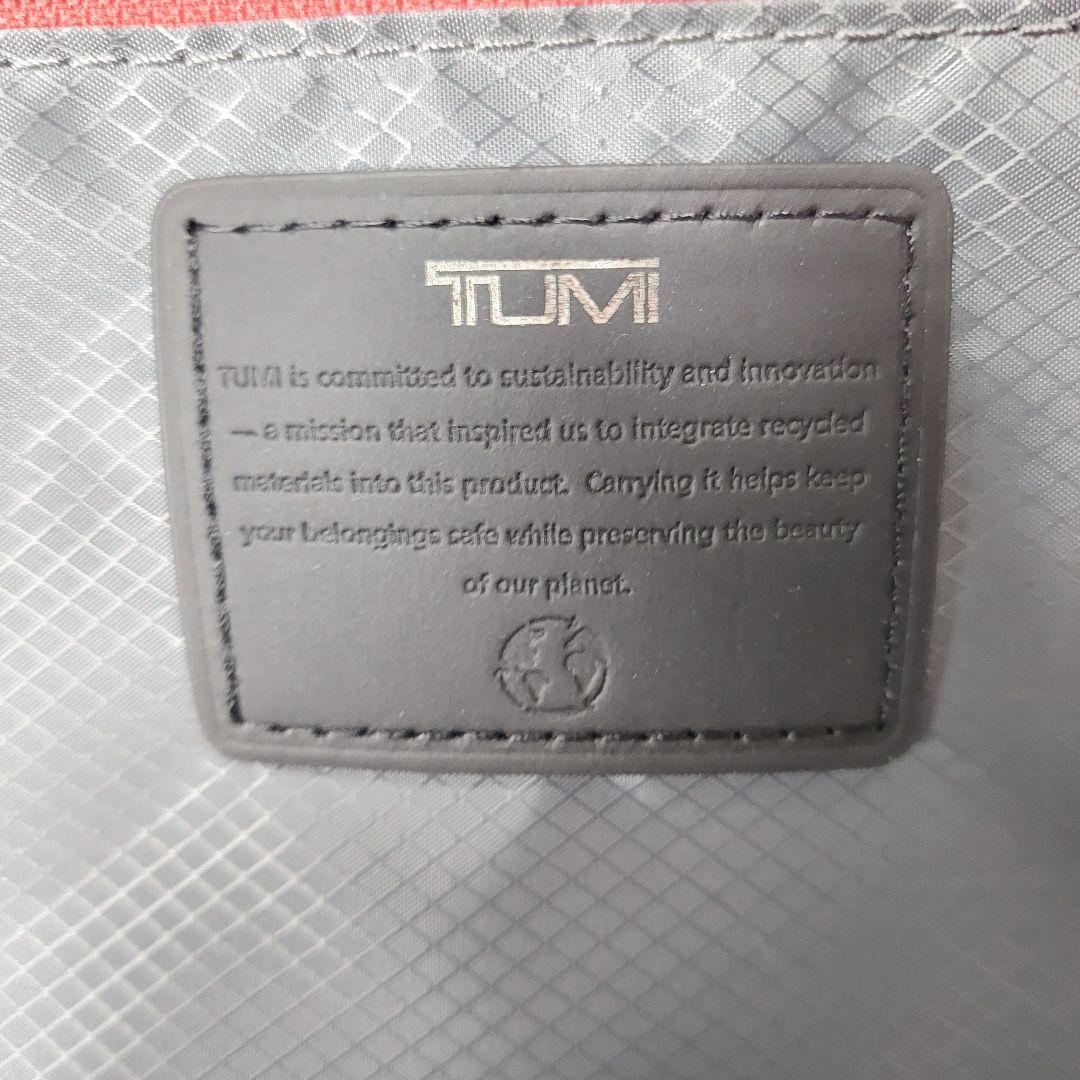 TUMI
TUMI is committed to sustainability and innovation
— a mission that inspired us to integrate recycled
materials into this product. Carrying it helps keep
your belongings safe while preserving the beauty
of our planet.